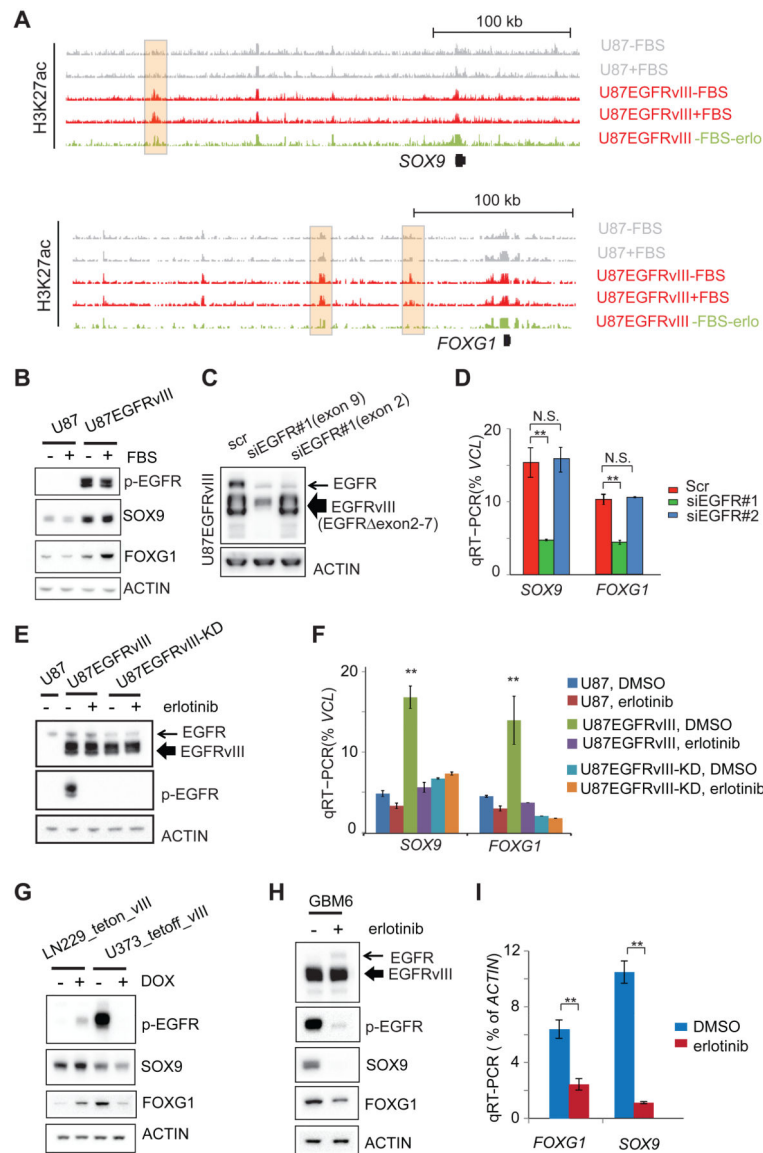 A
100 kb
H3K27ac
U87-FBS
U87+FBS
U87EGFRvIII-FBS
U87EGFRvIII+FBS
U87EGFRvIII-FBS-erlo
SOX9
100 kb
H3K27ac
U87-FBS
U87+FBS
U87EGFRvIII-FBS
U87EGFRvIII+FBS
U87EGFRvIII-FBS-erlo
FOXG1
B
U87
U87EGFRvIII
- + - + FBS
p-EGFR
SOX9
FOXG1
ACTIN
C
U87EGFRvIII
scr
siEGFR#1(exon 9)
siEGFR#1(exon 2)
EGFR
EGFRvIII
(EGFRΔexon2-7)
ACTIN
D
qRT-PCR(% VCL)
20
10
0
N.S.
**
N.S.
**
SOX9 FOXG1
Scr
siEGFR#1
siEGFR#2
E
U87
U87EGFRvIII
U87EGFRvIII-KD
- - + - + erlotinib
EGFR
EGFRvIII
p-EGFR
ACTIN
F
qRT-PCR(% VCL)
20
10
0
**
**
SOX9 FOXG1
U87, DMSO
U87, erlotinib
U87EGFRvIII, DMSO
U87EGFRvIII, erlotinib
U87EGFRvIII-KD, DMSO
U87EGFRvIII-KD, erlotinib
G
LN229_teton_vIII
U373_tetoff_vIII
- + - + DOX
p-EGFR
SOX9
FOXG1
ACTIN
H
GBM6
- + erlotinib
EGFR
EGFRvIII
p-EGFR
SOX9
FOXG1
ACTIN
I
qRT-PCR ( % of ACTIN)
12
9
6
3
0
**
**
FOXG1 SOX9
DMSO
erlotinib